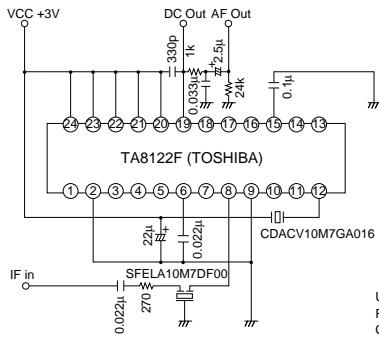 VCC +3V DC Out AF Out
330p
1k
0.033µ
2.5µ
+
24k
0.1µ
24 23 22 21 20 19 18 17 16 15 14 13
TA8122F (TOSHIBA)
1 2 3 4 5 6 7 8 9 10 11 12
22µ
+
0.022µ
CDACV10M7GA016
SFELA10M7DF00
IF in
0.022µ
270
U
F
C